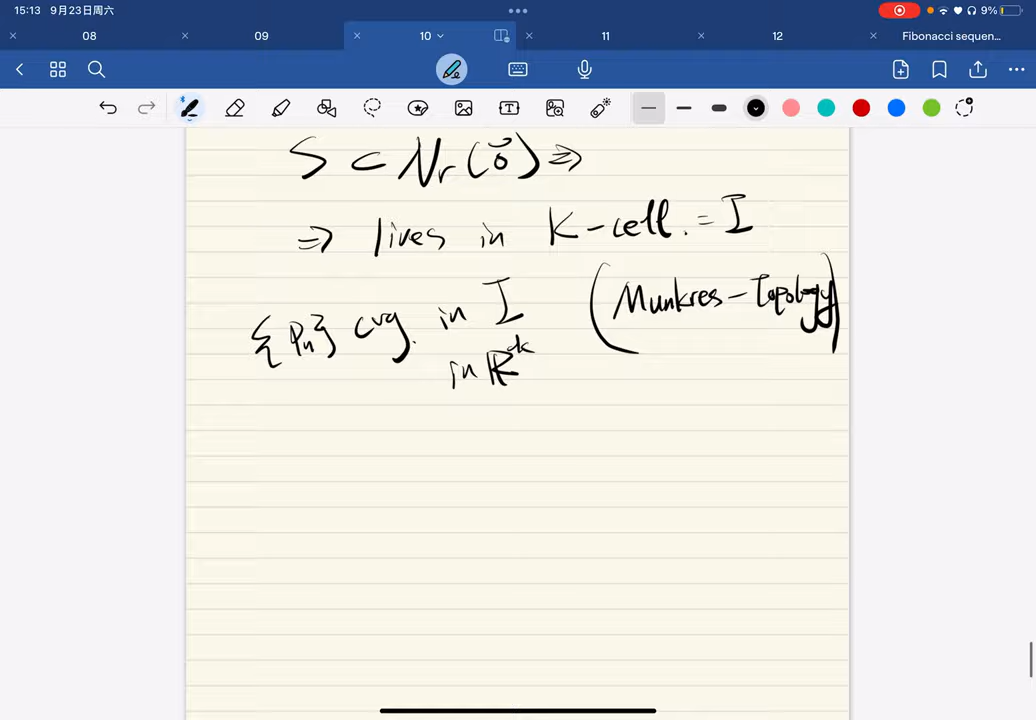 15:13 9月23日周六
9%
08
09
10
11
12
Fibonacci sequen...
S ⊂ Nr(0⃗) ⇒
⇒ lives in K-cell. = I
{Pn} cvg. in I (Munkres - Topology)
in ℝᵏ